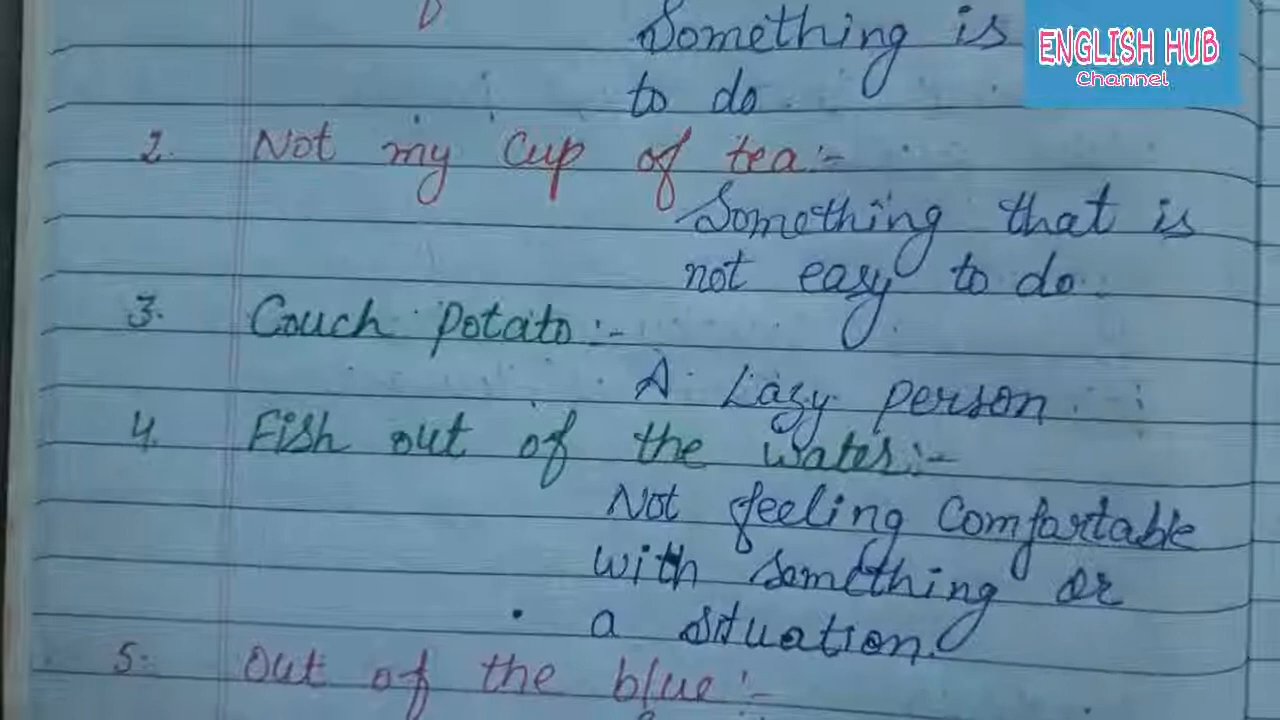 Something is
ENGLISH HUB
Channel
to do.
2. Not my cup of tea:-
Something that is
not easy to do.
3. Couch potato:-
A Lazy person
4. Fish out of the water:-
Not feeling Comfortable
with something or
a situation.
5. Out of the blue:-